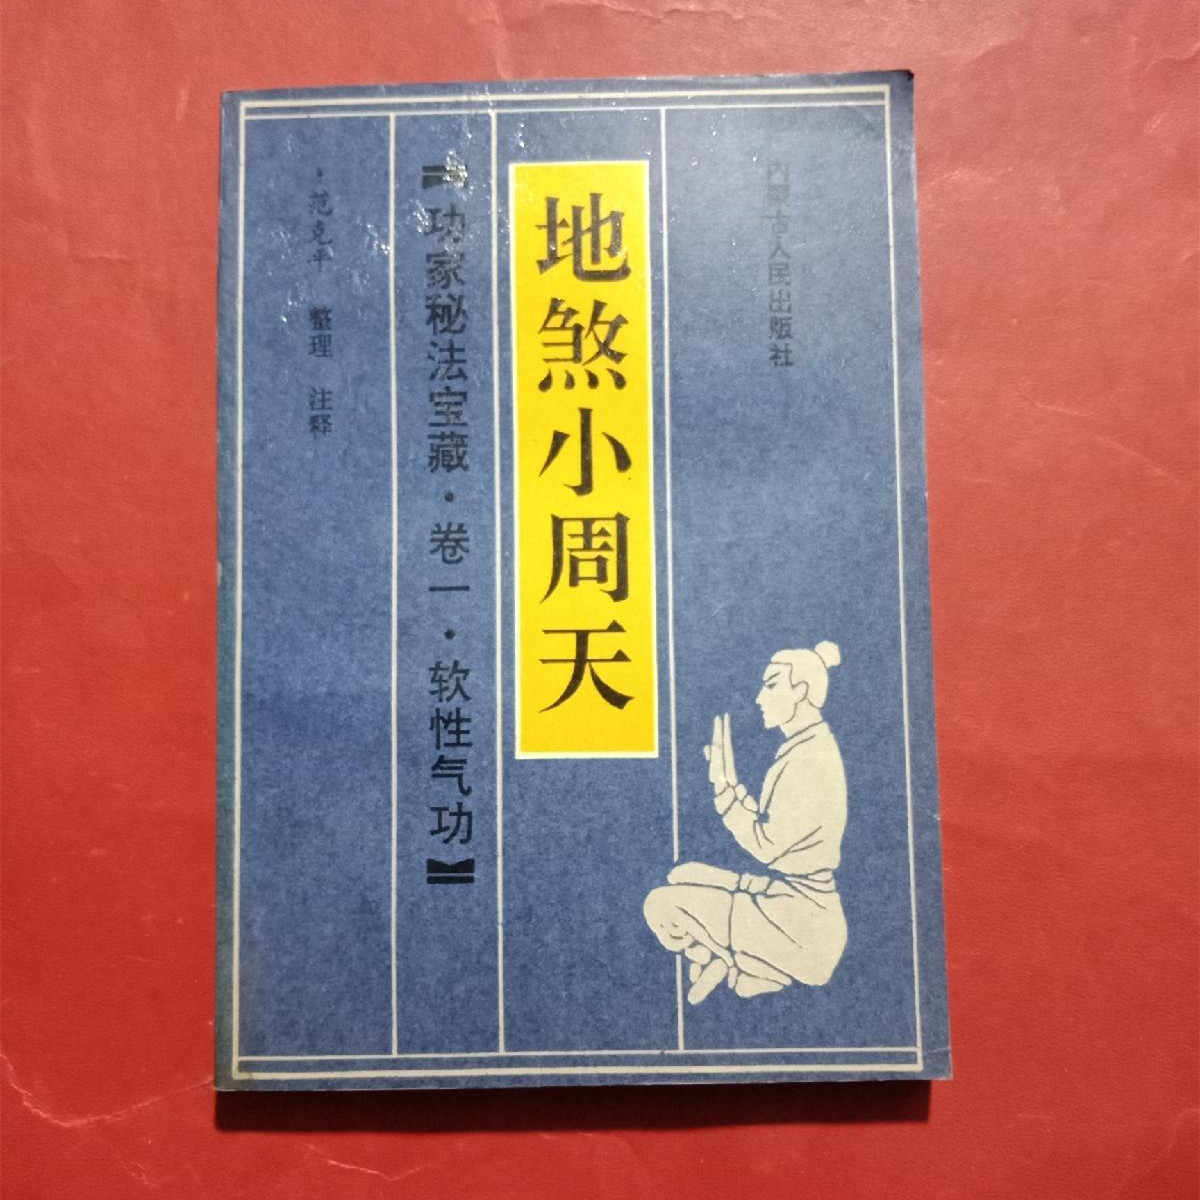 内蒙古人民出版社
地煞小周天
【功家秘法宝藏·卷一·软性气功】
·范克平 整理 注释